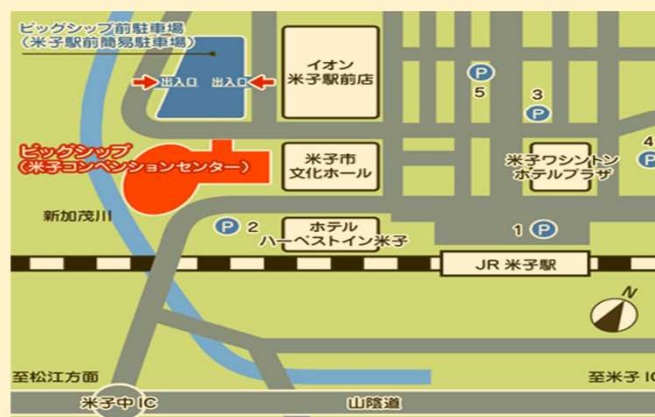 ビッグシップ前駐車場
(米子駅前簡易駐車場)
出入口 出入口
イオン
米子駅前店
P
5
3
P
ビッグシップ
(米子コンベンションセンター)
米子市
文化ホール
米子ワシントン
ホテルプラザ
4
P
新加茂川
P 2
ホテル
ハーベストイン米子
1 P
JR 米子駅
N
至松江方面
至米子 IC
米子中 IC
山陰道